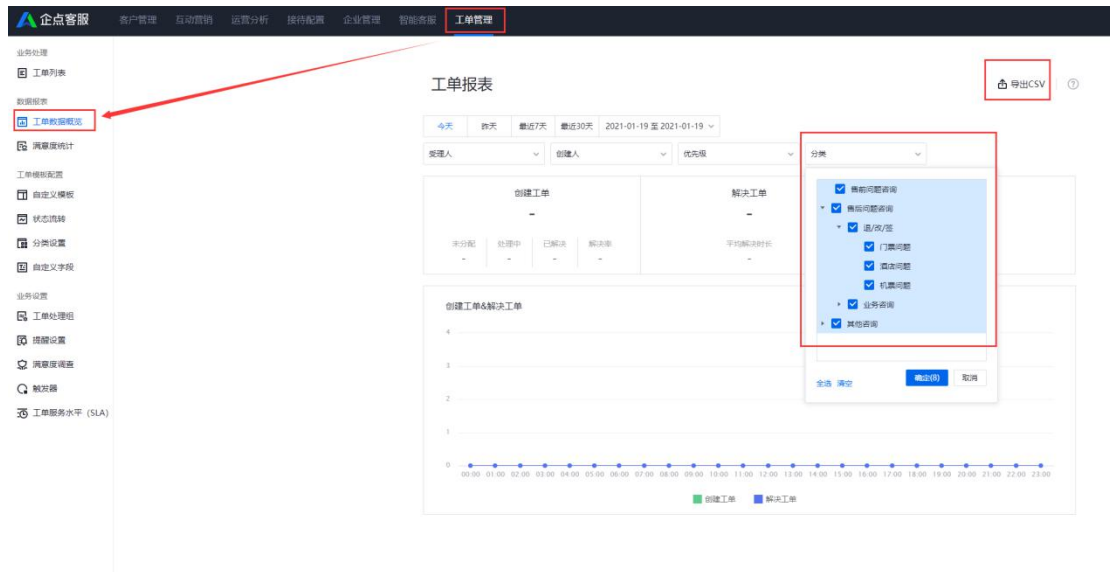 企点客服 客户管理 互动营销 运营分析 接待配置 企业管理 智能客服 工单管理
业务处理
工单列表
数据报表
工单数据概览
满意度统计
工单模板配置
自定义模板
状态流转
分类设置
自定义字段
业务设置
工单处理组
提醒设置
满意度调查
触发器
工单服务水平 (SLA)
工单报表
导出CSV
今天 昨天 最近7天 最近30天 2021-01-19 至 2021-01-19
受理人 创建人 优先级 分类
创建工单
-
未分配 处理中 已解决 解决率
- - - -
解决工单
-
平均解决时长
-
售前问题咨询
售后问题咨询
退/改/签
门票问题
酒店问题
机票问题
业务咨询
其他咨询
全选 清空 确定(8) 取消
创建工单&解决工单
4
3
2
1
0
00:00 01:00 02:00 03:00 04:00 05:00 06:00 07:00 08:00 09:00 10:00 11:00 12:00 13:00 14:00 15:00 16:00 17:00 18:00 19:00 20:00 21:00 22:00 23:00
创建工单 解决工单